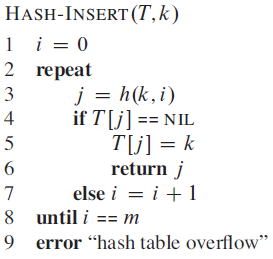 HASH-INSERT(T, k)
1 i = 0
2 repeat
3 j = h(k, i)
4 if T[j] == NIL
5 T[j] = k
6 return j
7 else i = i + 1
8 until i == m
9 error “hash table overflow”